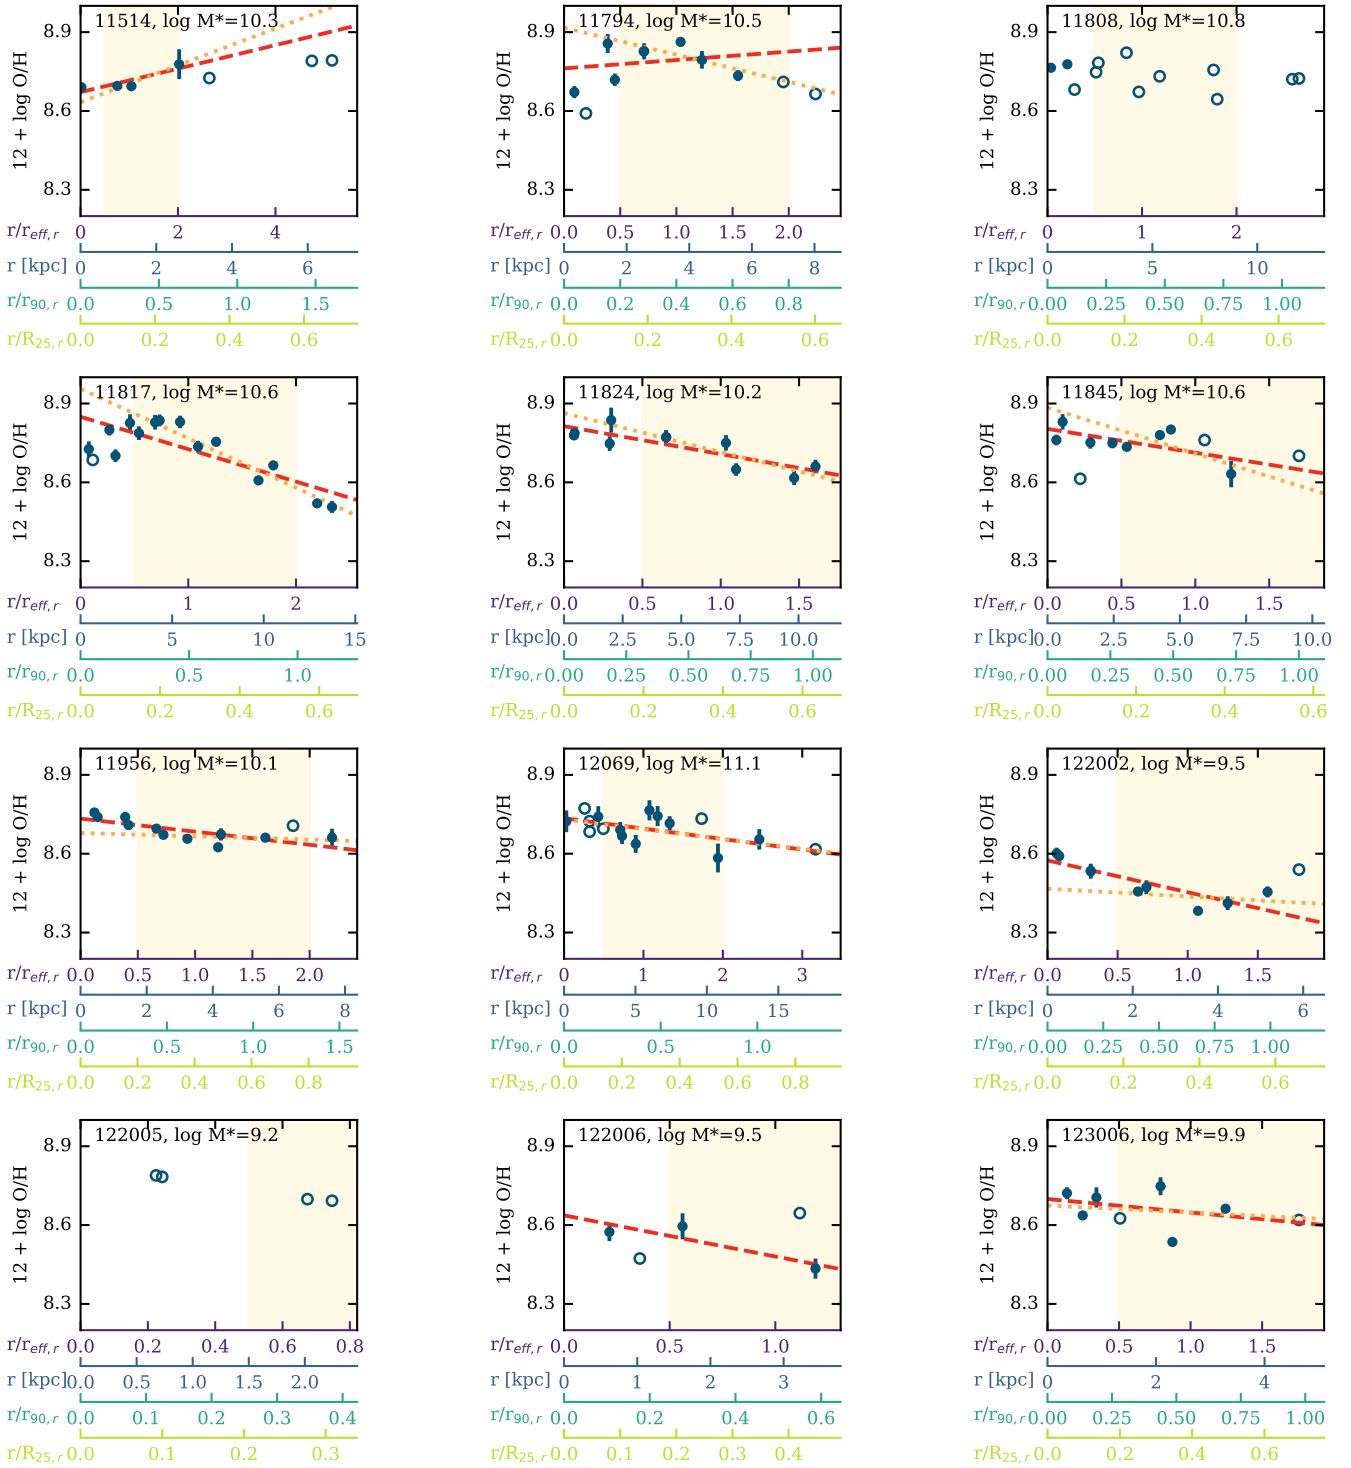 11514, log M*=10.3
12 + log O/H
8.9
8.6
8.3
r/r_eff,r 0 2 4
r [kpc] 0 2 4 6
r/r_90,r 0.0 0.5 1.0 1.5
r/R_25,r 0.0 0.2 0.4 0.6
11794, log M*=10.5
12 + log O/H
8.9
8.6
8.3
r/r_eff,r 0.0 0.5 1.0 1.5 2.0
r [kpc] 0 2 4 6 8
r/r_90,r 0.0 0.2 0.4 0.6 0.8
r/R_25,r 0.0 0.2 0.4 0.6
11808, log M*=10.8
12 + log O/H
8.9
8.6
8.3
r/r_eff,r 0 1 2
r [kpc] 0 5 10
r/r_90,r 0.00 0.25 0.50 0.75 1.00
r/R_25,r 0.0 0.2 0.4 0.6
11817, log M*=10.6
12 + log O/H
8.9
8.6
8.3
r/r_eff,r 0 1 2
r [kpc] 0 5 10 15
r/r_90,r 0.0 0.5 1.0
r/R_25,r 0.0 0.2 0.4 0.6
11824, log M*=10.2
12 + log O/H
8.9
8.6
8.3
r/r_eff,r 0.0 0.5 1.0 1.5
r [kpc] 0.0 2.5 5.0 7.5 10.0
r/r_90,r 0.00 0.25 0.50 0.75 1.00
r/R_25,r 0.0 0.2 0.4 0.6
11845, log M*=10.6
12 + log O/H
8.9
8.6
8.3
r/r_eff,r 0.0 0.5 1.0 1.5
r [kpc] 0.0 2.5 5.0 7.5 10.0
r/r_90,r 0.00 0.25 0.50 0.75 1.00
r/R_25,r 0.0 0.2 0.4 0.6
11956, log M*=10.1
12 + log O/H
8.9
8.6
8.3
r/r_eff,r 0.0 0.5 1.0 1.5 2.0
r [kpc] 0 2 4 6 8
r/r_90,r 0.0 0.5 1.0 1.5
r/R_25,r 0.0 0.2 0.4 0.6 0.8
12069, log M*=11.1
12 + log O/H
8.9
8.6
8.3
r/r_eff,r 0 1 2 3
r [kpc] 0 5 10 15
r/r_90,r 0.0 0.5 1.0
r/R_25,r 0.0 0.2 0.4 0.6 0.8
122002, log M*=9.5
12 + log O/H
8.9
8.6
8.3
r/r_eff,r 0.0 0.5 1.0 1.5
r [kpc] 0 2 4 6
r/r_90,r 0.00 0.25 0.50 0.75 1.00
r/R_25,r 0.0 0.2 0.4 0.6
122005, log M*=9.2
12 + log O/H
8.9
8.6
8.3
r/r_eff,r 0.0 0.2 0.4 0.6 0.8
r [kpc] 0.0 0.5 1.0 1.5 2.0
r/r_90,r 0.0 0.1 0.2 0.3 0.4
r/R_25,r 0.0 0.1 0.2 0.3
122006, log M*=9.5
12 + log O/H
8.9
8.6
8.3
r/r_eff,r 0.0 0.5 1.0
r [kpc] 0 1 2 3
r/r_90,r 0.0 0.2 0.4 0.6
r/R_25,r 0.0 0.1 0.2 0.3 0.4
123006, log M*=9.9
12 + log O/H
8.9
8.6
8.3
r/r_eff,r 0.0 0.5 1.0 1.5
r [kpc] 0 2 4
r/r_90,r 0.00 0.25 0.50 0.75 1.00
r/R_25,r 0.0 0.2 0.4 0.6